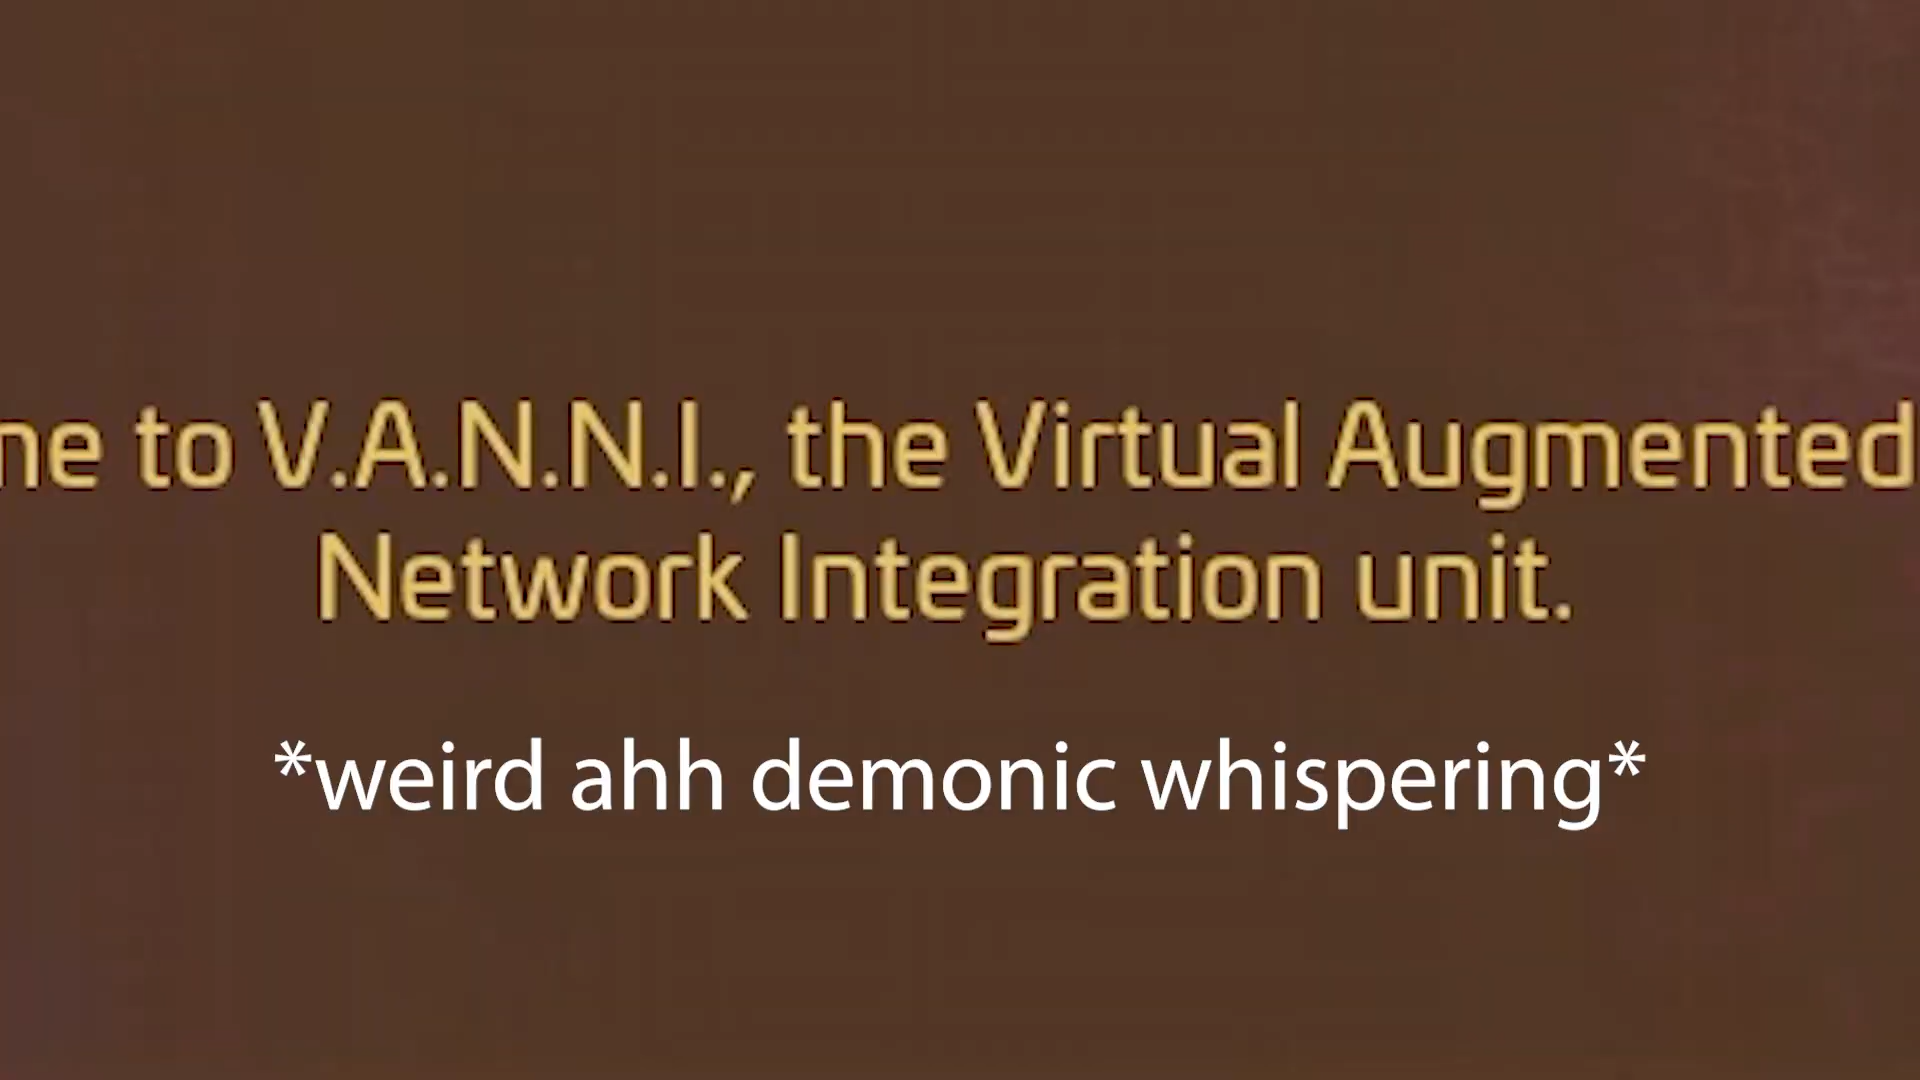 ne to V.A.N.N.I., the Virtual Augmented
Network Integration unit.
*weird ahh demonic whispering*